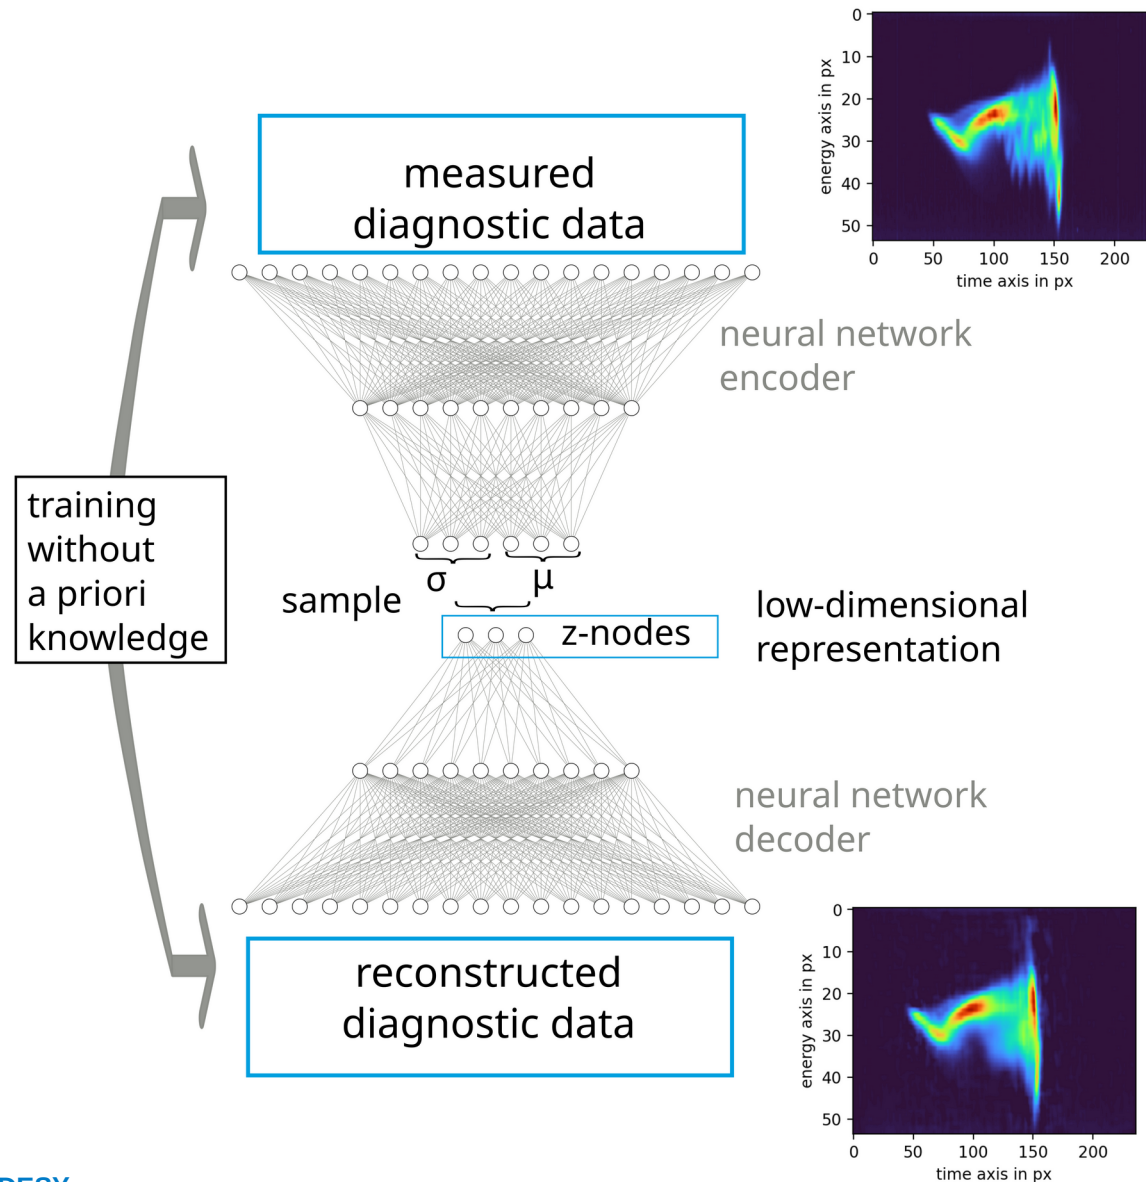 0
10
20
30
40
50
energy axis in px
0 50 100 150 200
time axis in px
measured
diagnostic data
neural network
encoder
training
without
a priori
knowledge
σ μ
sample
z-nodes
low-dimensional
representation
neural network
decoder
reconstructed
diagnostic data
0
10
20
30
40
50
energy axis in px
0 50 100 150 200
time axis in px